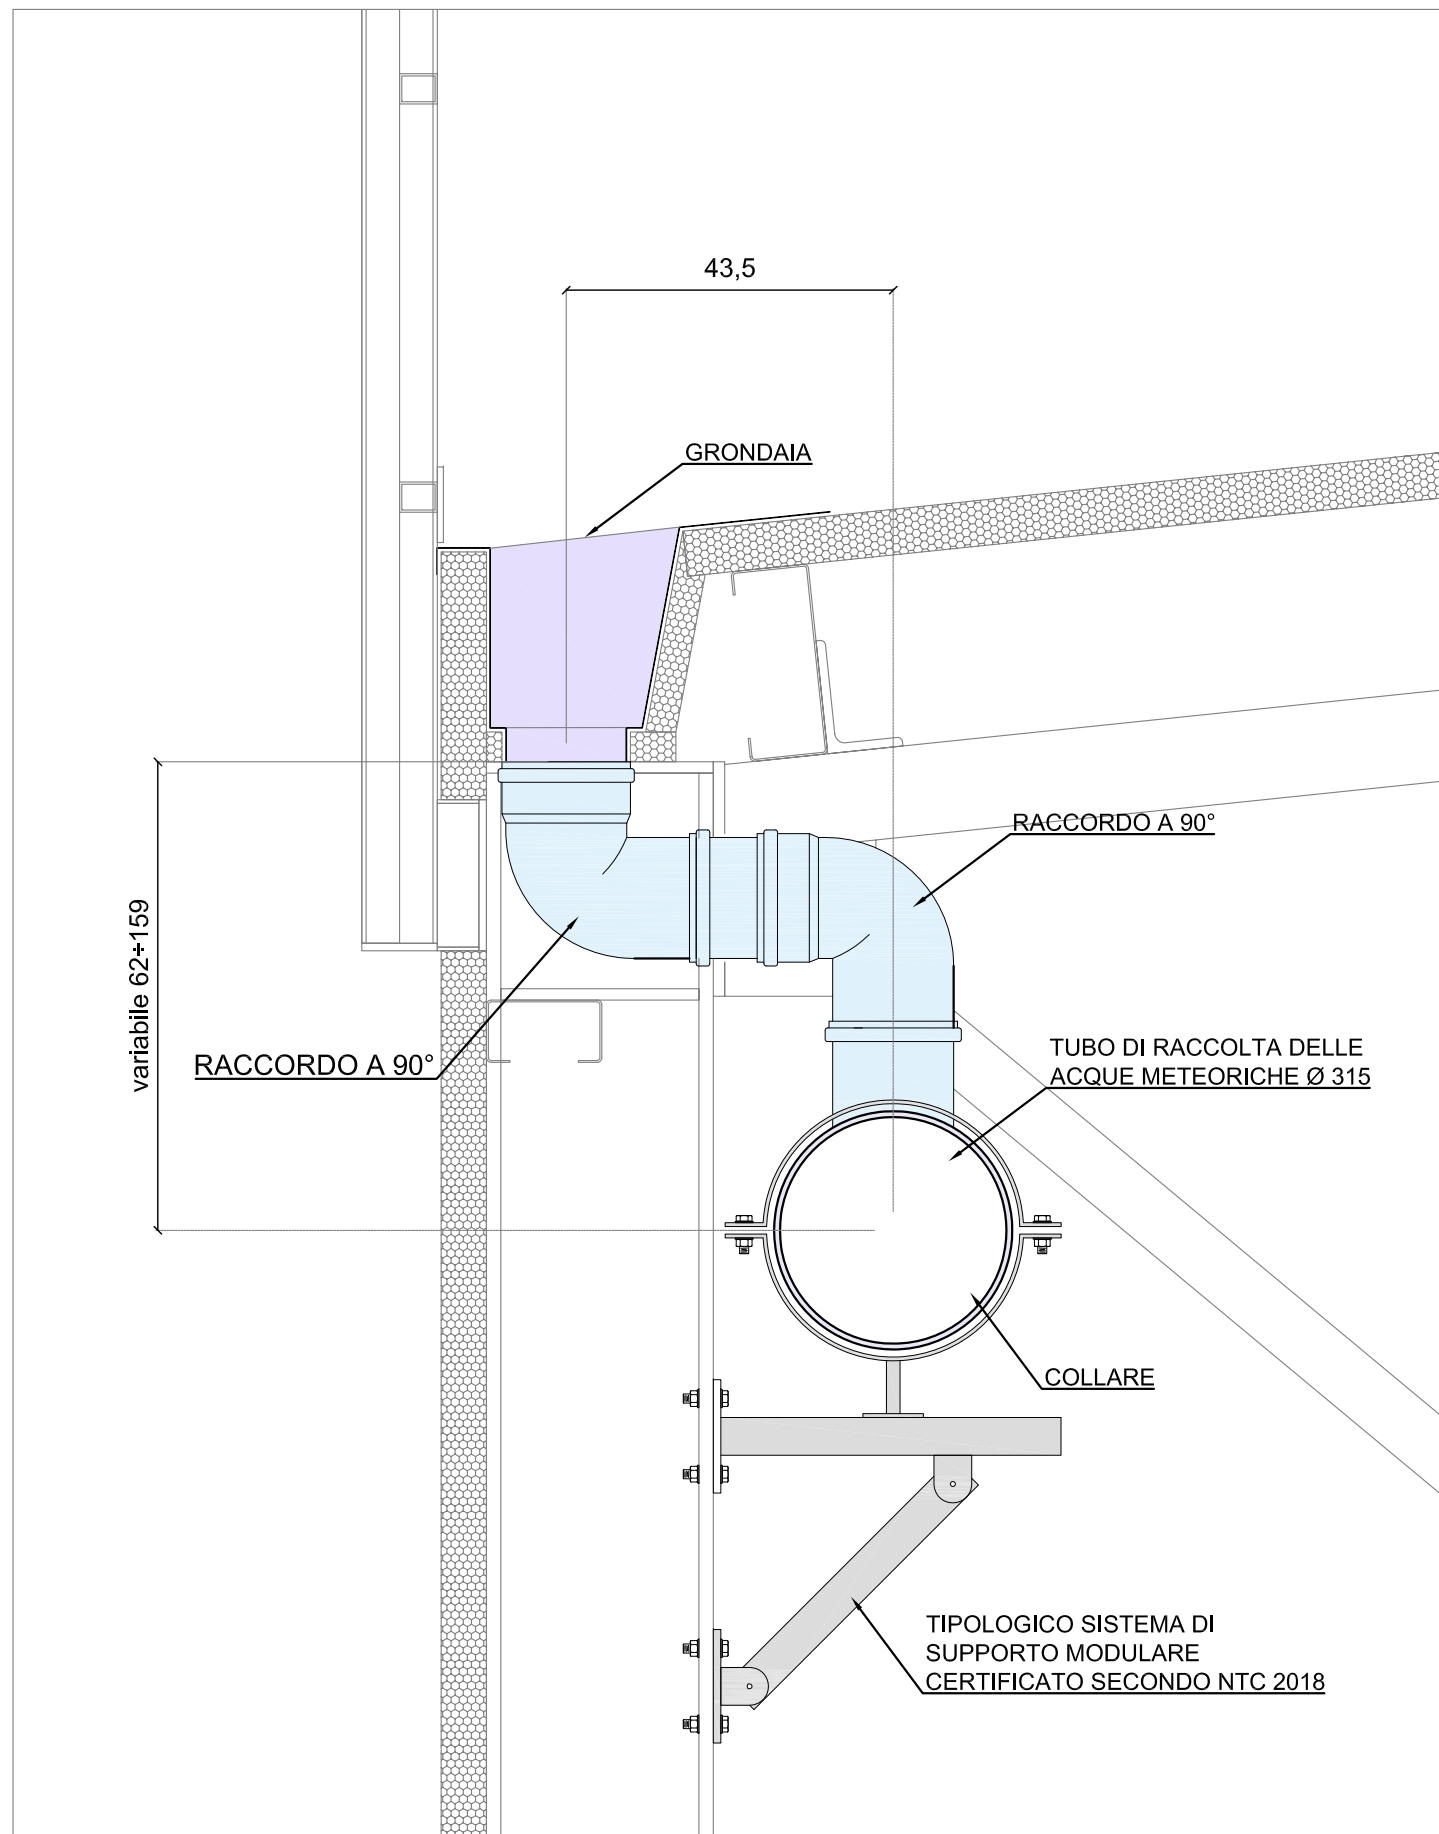 43,5
GRONDAIA
RACCORDO A 90°
variabile 62÷159
RACCORDO A 90°
TUBO DI RACCOLTA DELLE
ACQUE METEORICHE Ø 315
COLLARE
TIPOLOGICO SISTEMA DI
SUPPORTO MODULARE
CERTIFICATO SECONDO NTC 2018